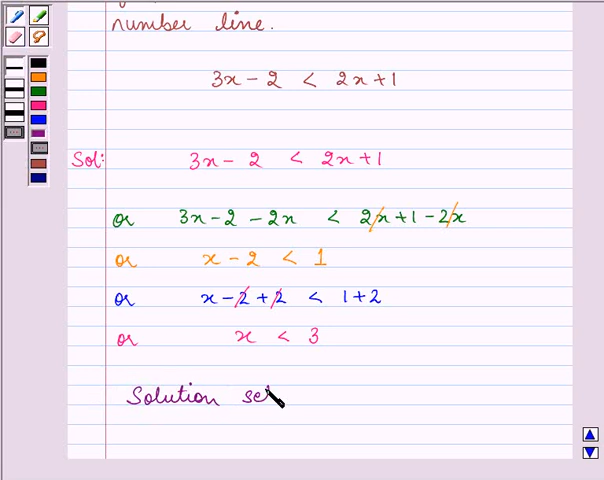 number line.
3x - 2 < 2x + 1
Sol: 3x - 2 < 2x + 1
or 3x - 2 - 2x < 2x + 1 - 2x
or x - 2 < 1
or x - 2 + 2 < 1 + 2
or x < 3
Solution set